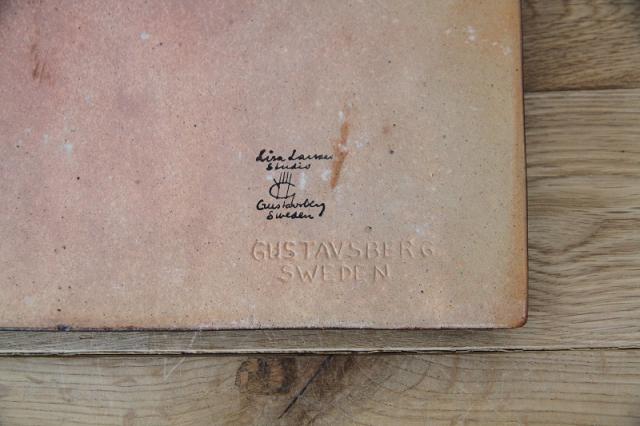 Lisa Larson
Studio
Gustavsberg
Sweden
GUSTAVSBERG
SWEDEN